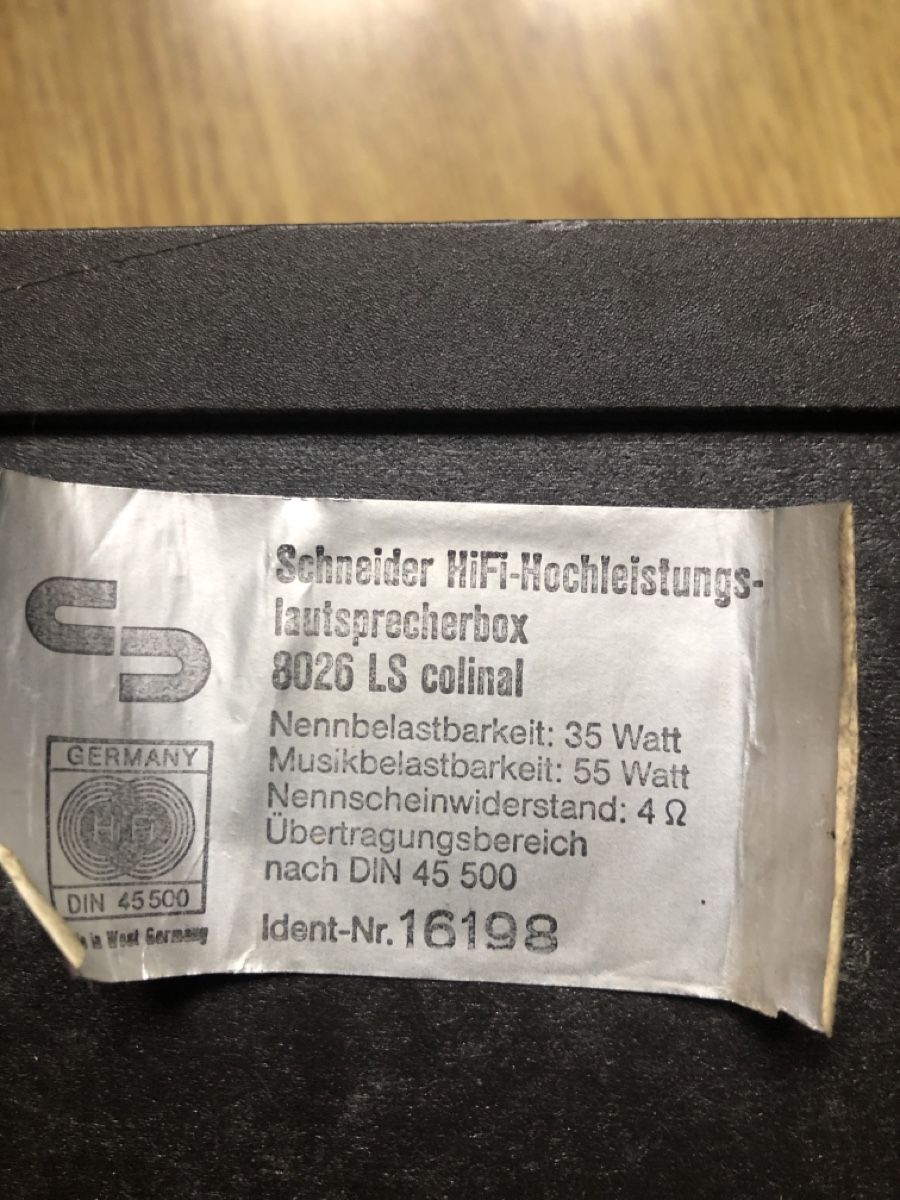 Schneider HiFi-Hochleistungs-
lautsprecherbox
8026 LS colinal
Nennbelastbarkeit: 35 Watt
Musikbelastbarkeit: 55 Watt
Nennscheinwiderstand: 4 Ω
Übertragungsbereich
nach DIN 45 500
Ident-Nr. 16198
GERMANY
HiFi
DIN 45500
in West Germany